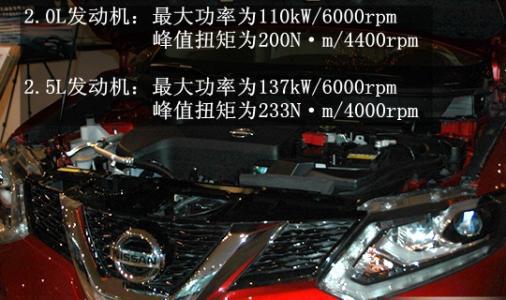 2.0L发动机：最大功率为110kW/6000rpm
峰值扭矩为200N·m/4400rpm
2.5L发动机：最大功率为137kW/6000rpm
峰值扭矩为233N·m/4000rpm
NISSAN